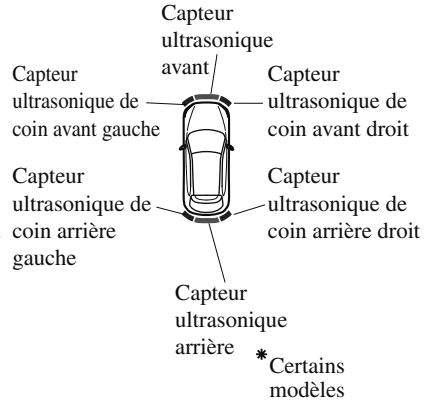 Capteur
ultrasonique
avant
Capteur
ultrasonique de
coin avant gauche
Capteur
ultrasonique de
coin avant droit
Capteur
ultrasonique de
coin arrière
gauche
Capteur
ultrasonique de
coin arrière droit
Capteur
ultrasonique
arrière
*Certains
modèles